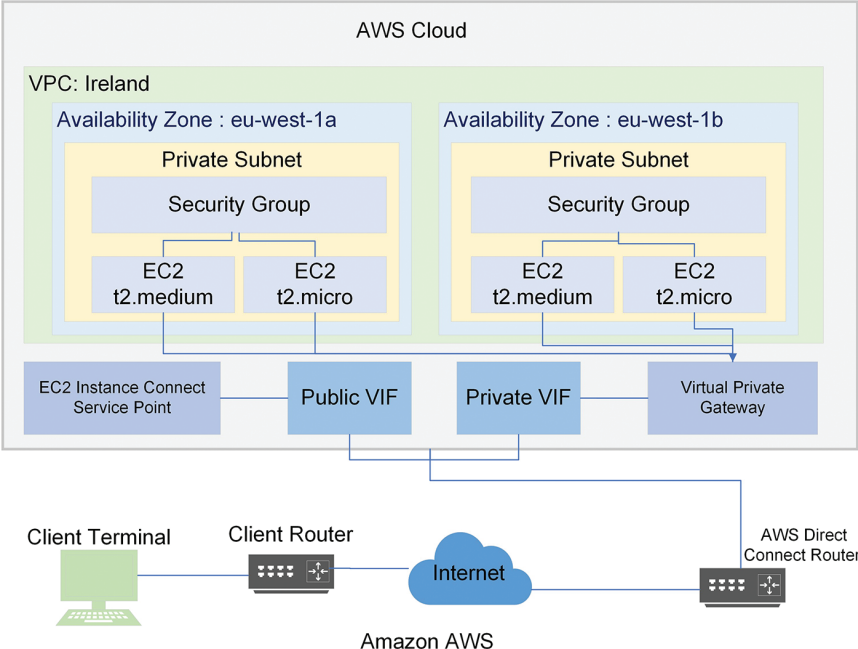 AWS Cloud
VPC: Ireland
Availability Zone : eu-west-1a
Private Subnet
Security Group
EC2
t2.medium
EC2
t2.micro
Availability Zone : eu-west-1b
Private Subnet
Security Group
EC2
t2.medium
EC2
t2.micro
EC2 Instance Connect
Service Point
Public VIF
Private VIF
Virtual Private
Gateway
Client Terminal
Client Router
Internet
AWS Direct
Connect Router
Amazon AWS